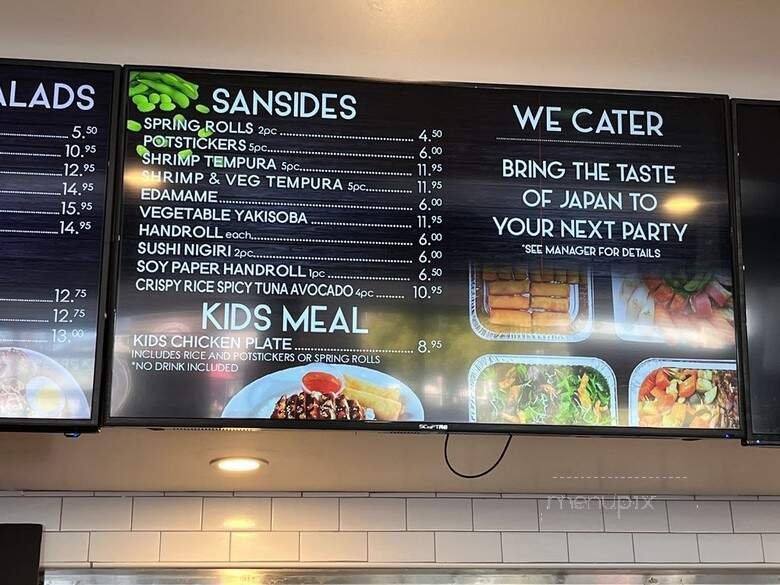 ALADS
5.50
10.95
12.95
14.95
15.95
14.95
12.75
12.75
13.00
SANSIDES
SPRING ROLLS 2pc 4.50
POTSTICKERS 5pc 6.00
SHRIMP TEMPURA 5pc 11.95
SHRIMP & VEG TEMPURA 5pc 11.95
EDAMAME 6.00
VEGETABLE YAKISOBA 11.95
HANDROLL each 6.00
SUSHI NIGIRI 2pc 6.00
SOY PAPER HANDROLL 1pc 6.50
CRISPY RICE SPICY TUNA AVOCADO 4pc 10.95
KIDS MEAL
KIDS CHICKEN PLATE 8.95
INCLUDES RICE AND POTSTICKERS OR SPRING ROLLS
*NO DRINK INCLUDED
WE CATER
BRING THE TASTE
OF JAPAN TO
YOUR NEXT PARTY
*SEE MANAGER FOR DETAILS
SCEPTRE
menupix